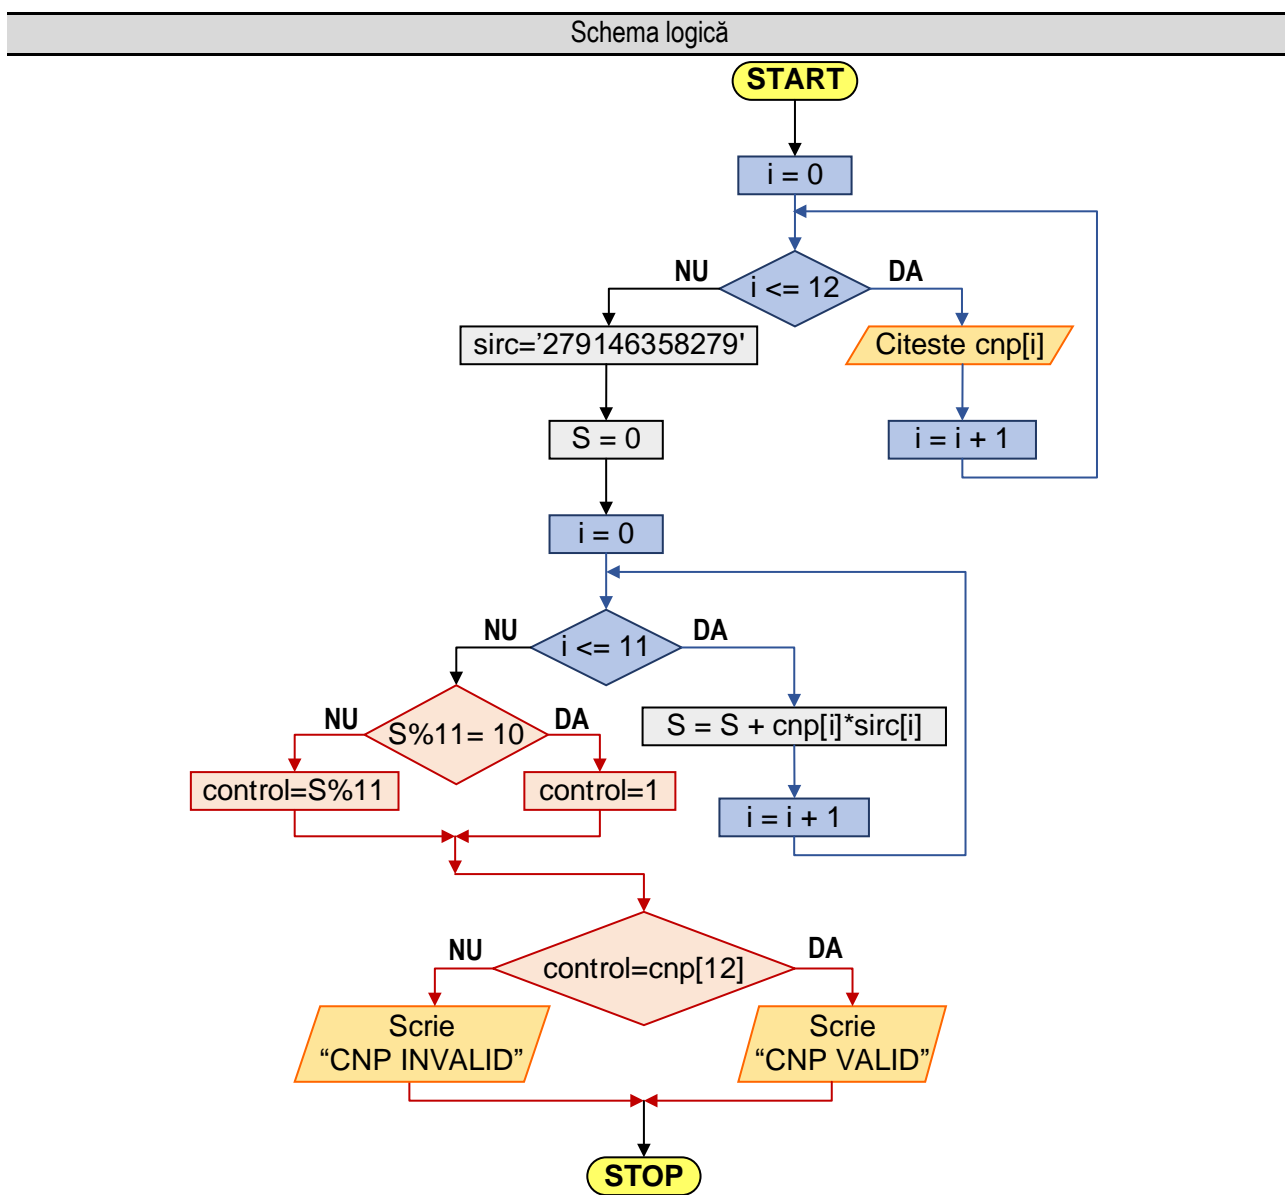 Schema logică
START
i = 0
NU
DA
i <= 12
sirc='279146358279'
Citeste cnp[i]
S = 0
i = i + 1
i = 0
NU
DA
i <= 11
NU
DA
S%11= 10
S = S + cnp[i]*sirc[i]
control=S%11
control=1
i = i + 1
NU
DA
control=cnp[12]
Scrie
“CNP INVALID”
Scrie
“CNP VALID”
STOP